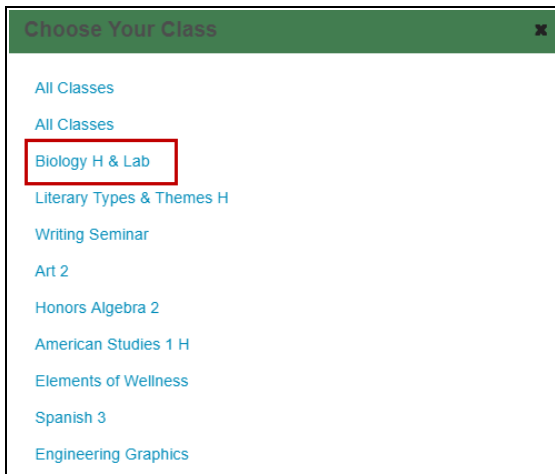 Choose Your Class
All Classes
All Classes
Biology H & Lab
Literary Types & Themes H
Writing Seminar
Art 2
Honors Algebra 2
American Studies 1 H
Elements of Wellness
Spanish 3
Engineering Graphics